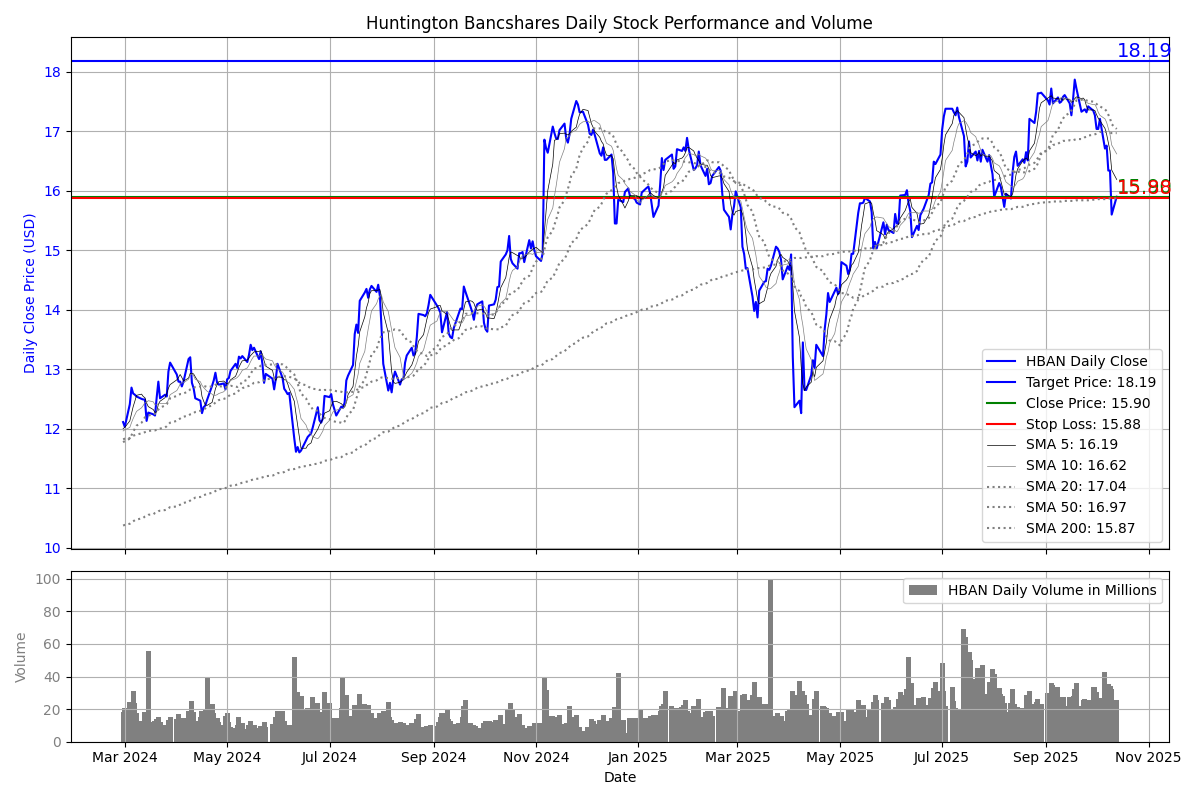 Huntington Bancshares Daily Stock Performance and Volume
18.19
15.90
15.88
Daily Close Price (USD)
18
17
16
15
14
13
12
11
10
HBAN Daily Close
Target Price: 18.19
Close Price: 15.90
Stop Loss: 15.88
SMA 5: 16.19
SMA 10: 16.62
SMA 20: 17.04
SMA 50: 16.97
SMA 200: 15.87
Volume
100
80
60
40
20
0
HBAN Daily Volume in Millions
Mar 2024 May 2024 Jul 2024 Sep 2024 Nov 2024 Jan 2025 Mar 2025 May 2025 Jul 2025 Sep 2025 Nov 2025
Date